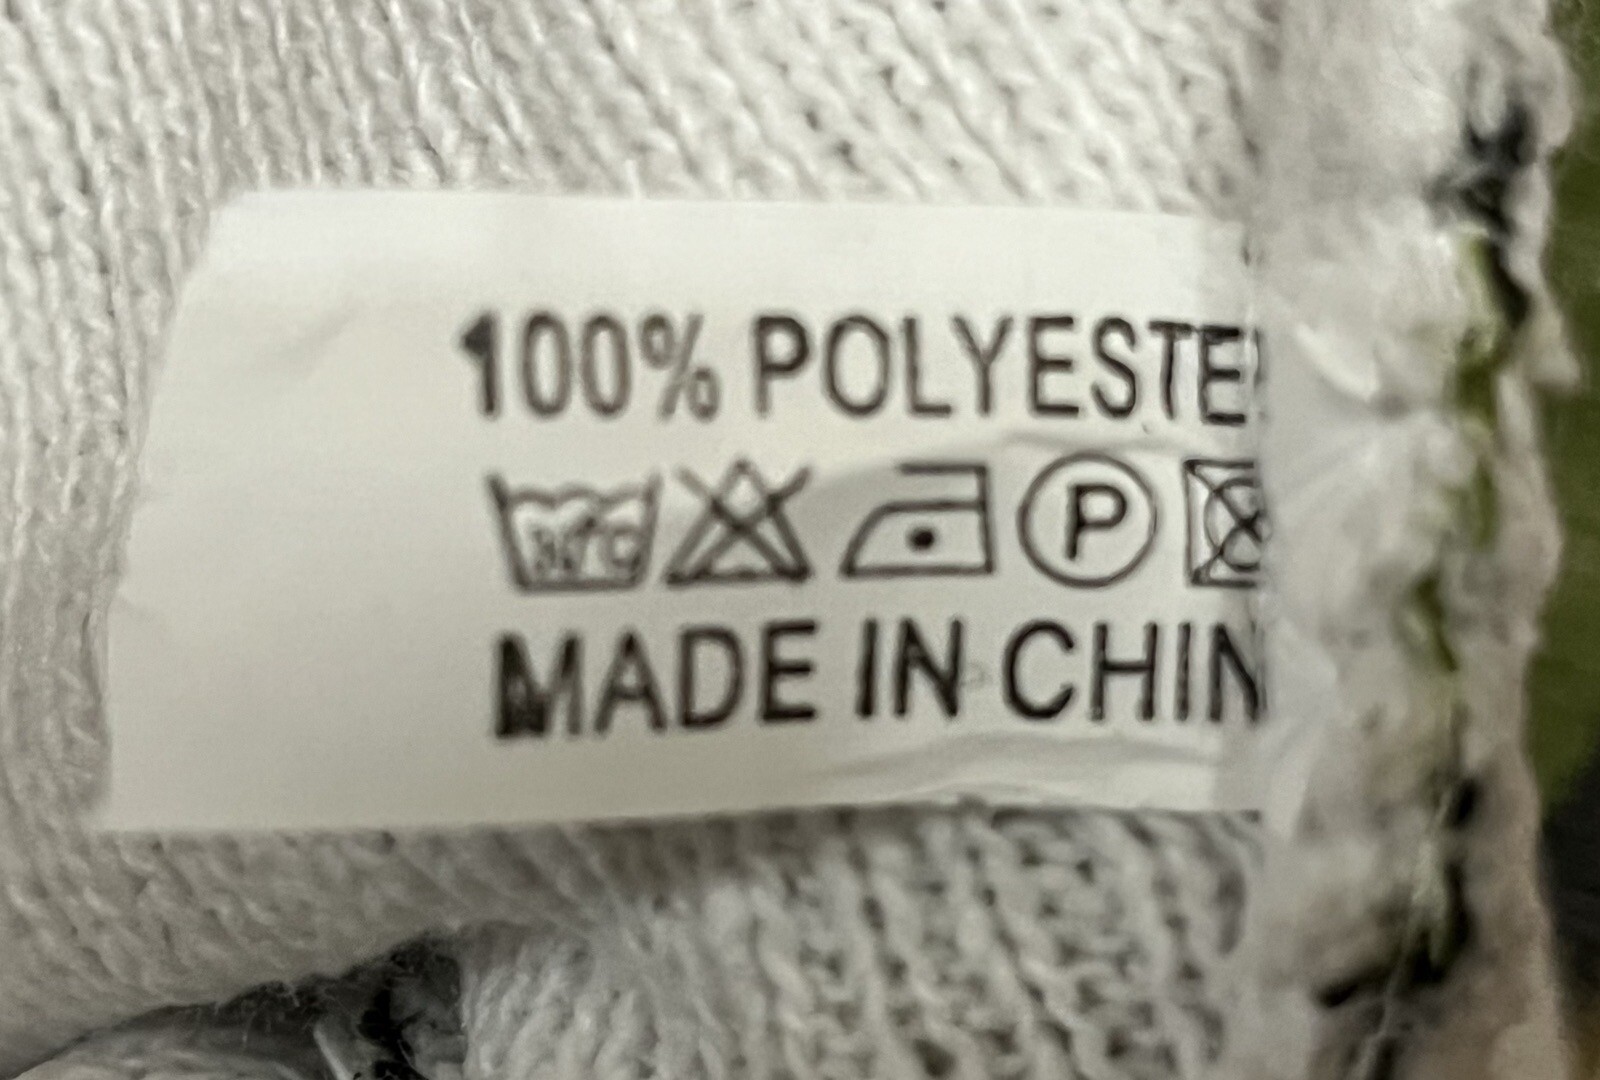 100% POLYESTE
P
MADE IN CHIN